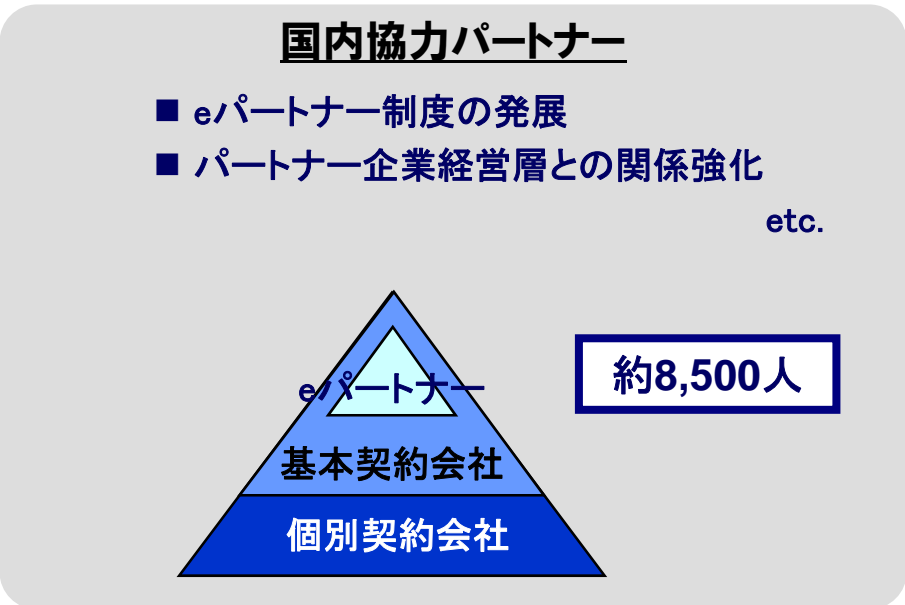 国内協力パートナー
■ eパートナー制度の発展
■ パートナー企業経営層との関係強化
etc.
約8,500人
eパートナー
基本契約会社
個別契約会社